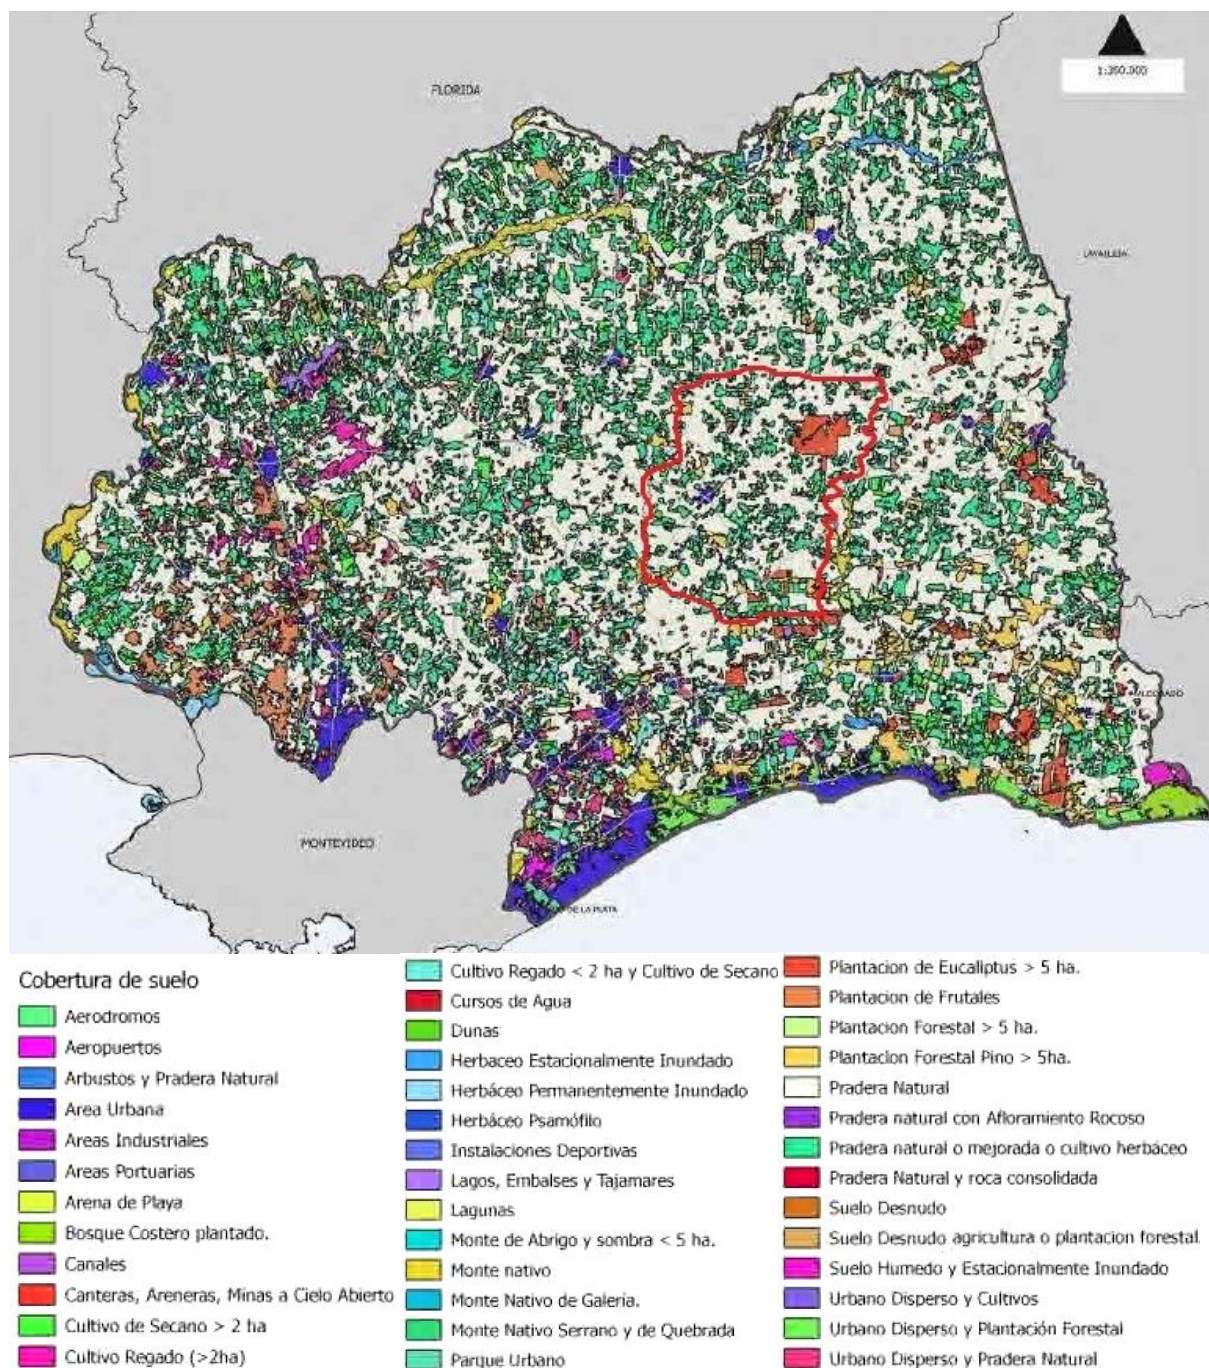 1:350.000
FLORIDA
LAVALLEJA
MALDONADO
MONTEVIDEO
DE LA PLATA
Cobertura de suelo
Aerodromos
Aeropuertos
Arbustos y Pradera Natural
Area Urbana
Areas Industriales
Areas Portuarias
Arena de Playa
Bosque Costero plantado.
Canales
Canteras, Areneras, Minas a Cielo Abierto
Cultivo de Secano > 2 ha
Cultivo Regado (>2ha)
Cultivo Regado < 2 ha y Cultivo de Secano
Cursos de Agua
Dunas
Herbaceo Estacionalmente Inundado
Herbáceo Permanentemente Inundado
Herbáceo Psamófilo
Instalaciones Deportivas
Lagos, Embalses y Tajamares
Lagunas
Monte de Abrigo y sombra < 5 ha.
Monte nativo
Monte Nativo de Galeria.
Monte Nativo Serrano y de Quebrada
Parque Urbano
Plantacion de Eucaliptus > 5 ha.
Plantacion de Frutales
Plantacion Forestal > 5 ha.
Plantacion Forestal Pino > 5ha.
Pradera Natural
Pradera natural con Afloramiento Rocoso
Pradera natural o mejorada o cultivo herbáceo
Pradera Natural y roca consolidada
Suelo Desnudo
Suelo Desnudo agricultura o plantacion forestal
Suelo Humedo y Estacionalmente Inundado
Urbano Disperso y Cultivos
Urbano Disperso y Plantación Forestal
Urbano Disperso y Pradera Natural